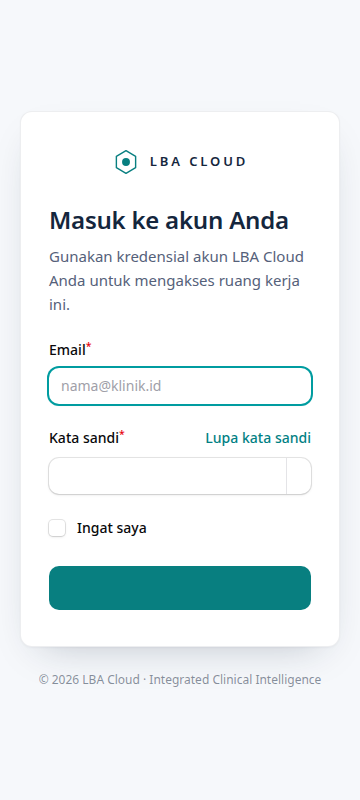 LBA CLOUD
Masuk ke akun Anda
Gunakan kredensial akun LBA Cloud
Anda untuk mengakses ruang kerja
ini.
Email*
nama@klinik.id
Kata sandi* Lupa kata sandi
Ingat saya
© 2026 LBA Cloud · Integrated Clinical Intelligence